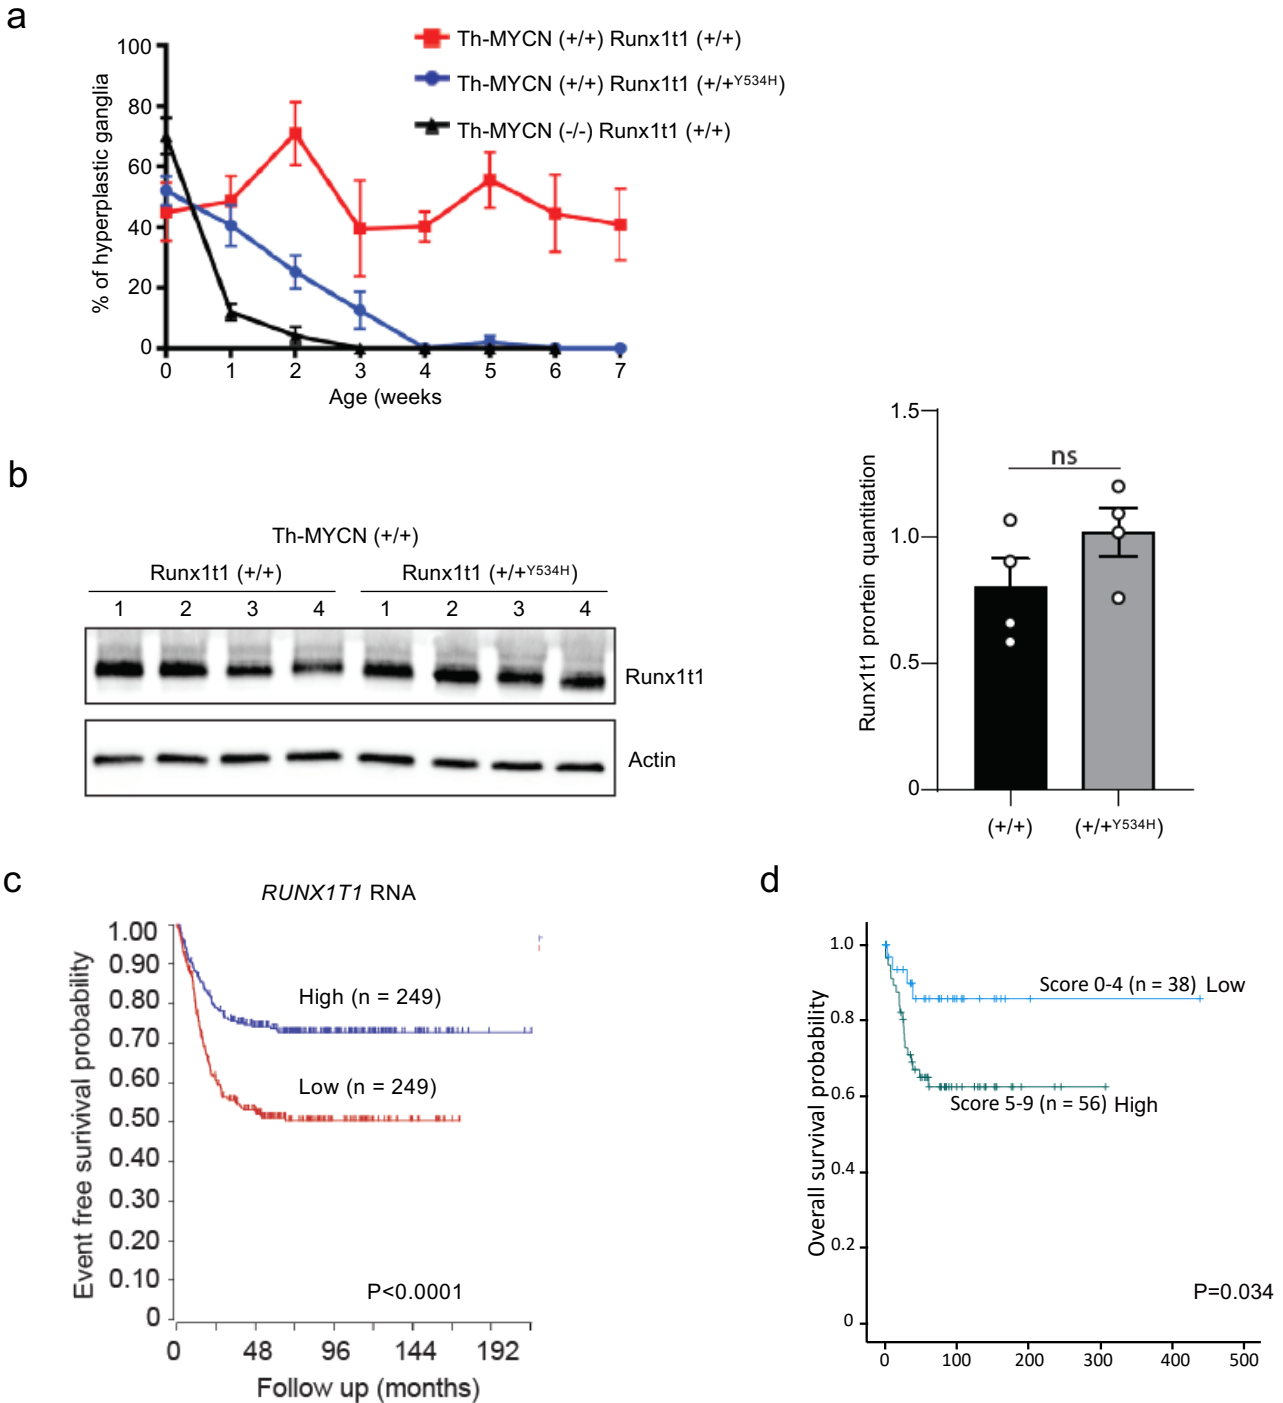 a
Th-MYCN (+/+) Runx1t1 (+/+)
Th-MYCN (+/+) Runx1t1 (+/+Y534H)
Th-MYCN (-/-) Runx1t1 (+/+)
% of hyperplastic ganglia
100
80
60
40
20
0
0 1 2 3 4 5 6 7
Age (weeks
b
Th-MYCN (+/+)
Runx1t1 (+/+) Runx1t1 (+/+Y534H)
1 2 3 4 1 2 3 4
Runx1t1
Actin
Runx1t1 portein quantitation
1.5
1.0
0.5
0
ns
(+/+) (+/+Y534H)
c
RUNX1T1 RNA
Event free surival probability
1.00
0.90
0.80
0.70
0.60
0.50
0.40
0.30
0.20
0.10
0
High (n = 249)
Low (n = 249)
P<0.0001
0 48 96 144 192
Follow up (months)
d
Overall survival probability
1.0
0.8
0.6
0.4
0.2
0
Score 0-4 (n = 38) Low
Score 5-9 (n = 56) High
P=0.034
0 100 200 300 400 500